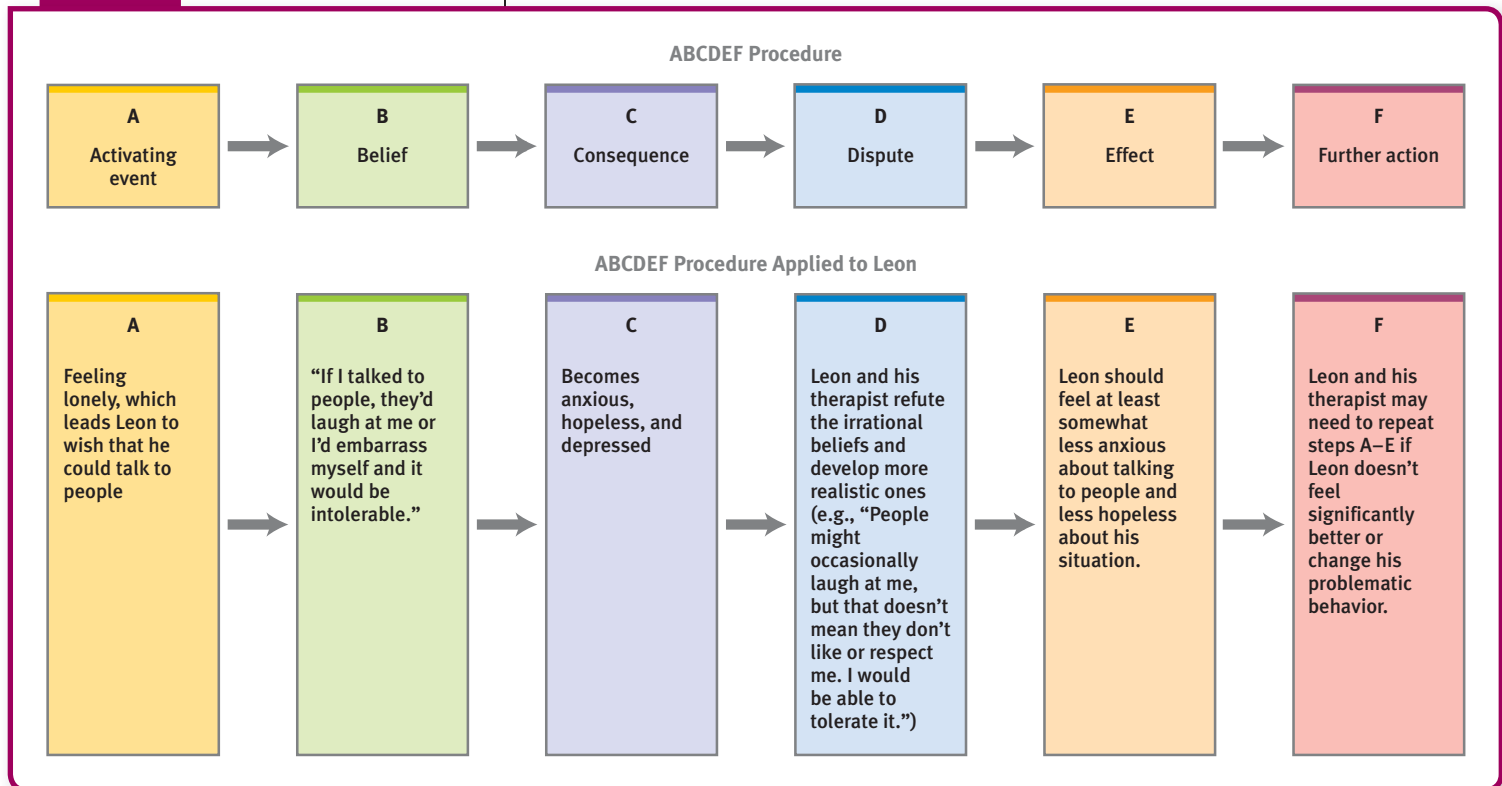 ABCDEF Procedure
A
Activating
event
B
Belief
C
Consequence
D
Dispute
E
Effect
F
Further action
ABCDEF Procedure Applied to Leon
A
Feeling
lonely, which
leads Leon to
wish that he
could talk to
people
B
“If I talked to
people, they’d
laugh at me or
I’d embarrass
myself and it
would be
intolerable.”
C
Becomes
anxious,
hopeless, and
depressed
D
Leon and his
therapist refute
the irrational
beliefs and
develop more
realistic ones
(e.g., “People
might
occasionally
laugh at me,
but that doesn’t
mean they don’t
like or respect
me. I would
be able to
tolerate it.”)
E
Leon should
feel at least
somewhat
less anxious
about talking
to people and
less hopeless
about his
situation.
F
Leon and his
therapist may
need to repeat
steps A–E if
Leon doesn’t
feel
significantly
better or
change his
problematic
behavior.